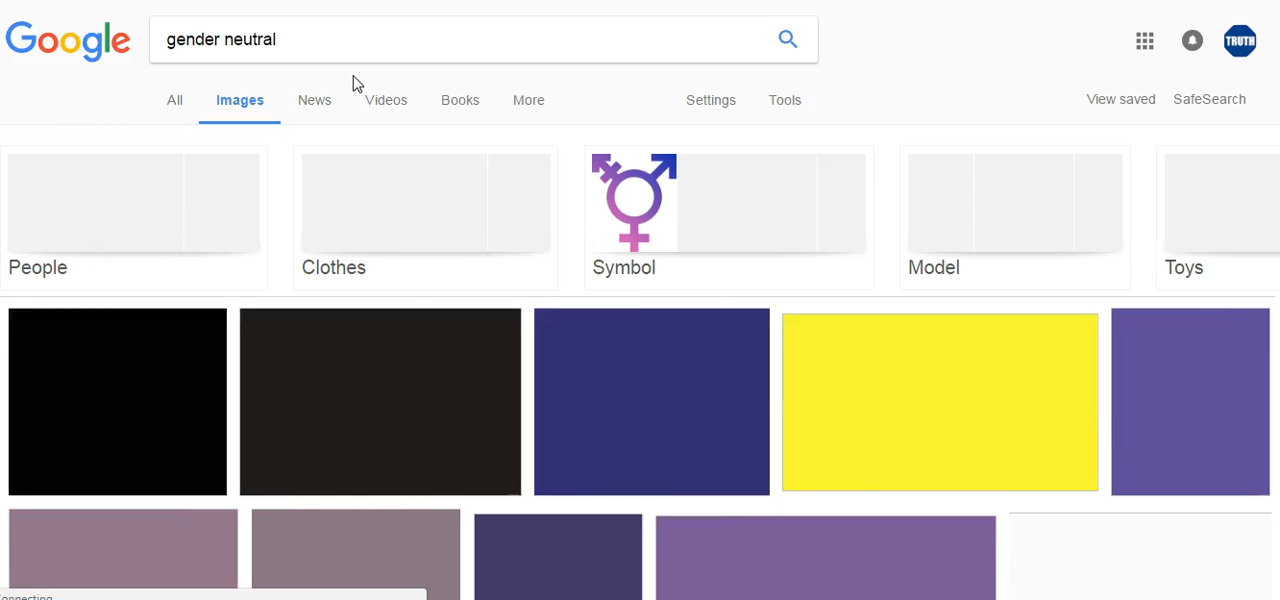 Google
gender neutral
TRUTH
All Images News Videos Books More Settings Tools View saved SafeSearch
People Clothes Symbol Model Toys